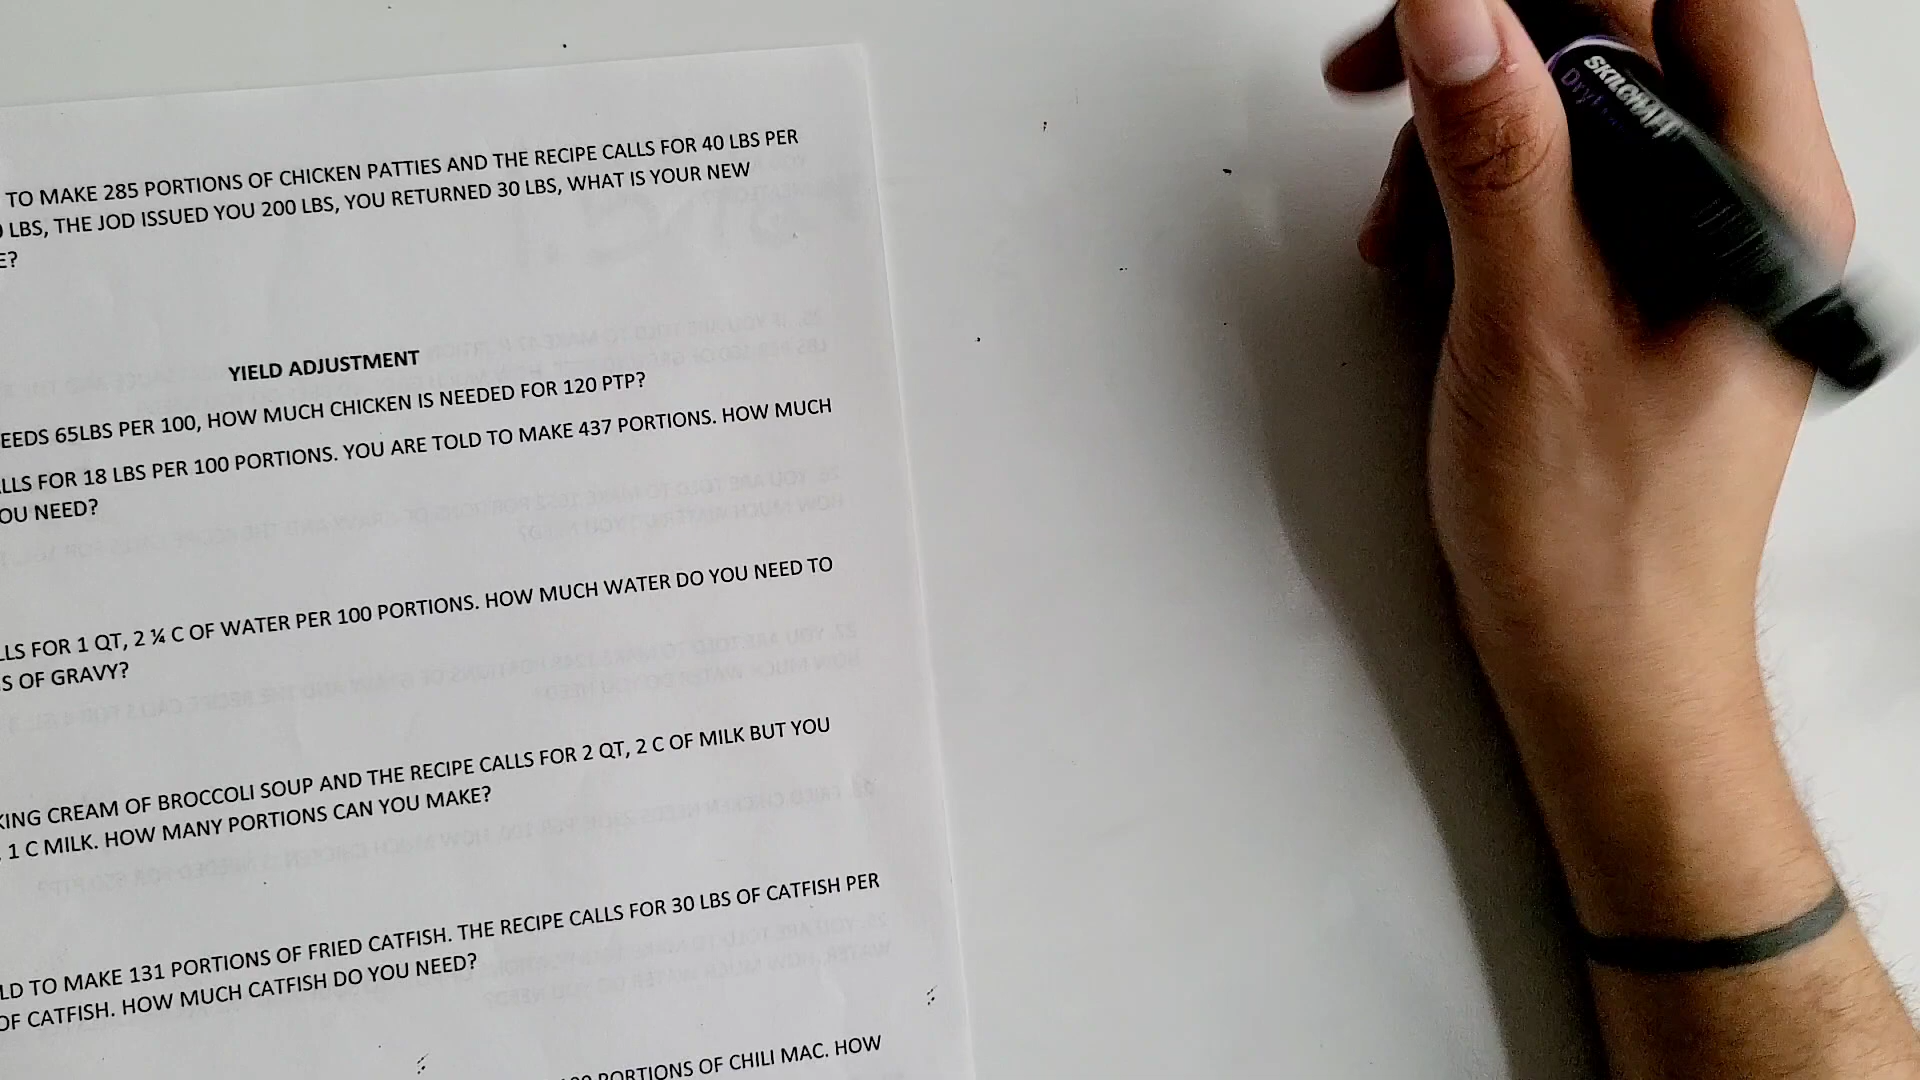 TO MAKE 285 PORTIONS OF CHICKEN PATTIES AND THE RECIPE CALLS FOR 40 LBS PER
LBS, THE JOD ISSUED YOU 200 LBS, YOU RETURNED 30 LBS, WHAT IS YOUR NEW
E?
YIELD ADJUSTMENT
EEDS 65LBS PER 100, HOW MUCH CHICKEN IS NEEDED FOR 120 PTP?
LLS FOR 18 LBS PER 100 PORTIONS. YOU ARE TOLD TO MAKE 437 PORTIONS. HOW MUCH
OU NEED?
LLS FOR 1 QT, 2 ¼ C OF WATER PER 100 PORTIONS. HOW MUCH WATER DO YOU NEED TO
S OF GRAVY?
KING CREAM OF BROCCOLI SOUP AND THE RECIPE CALLS FOR 2 QT, 2 C OF MILK BUT YOU
1 C MILK. HOW MANY PORTIONS CAN YOU MAKE?
LD TO MAKE 131 PORTIONS OF FRIED CATFISH. THE RECIPE CALLS FOR 30 LBS OF CATFISH PER
OF CATFISH. HOW MUCH CATFISH DO YOU NEED?
PORTIONS OF CHILI MAC. HOW
SKILCRAFT